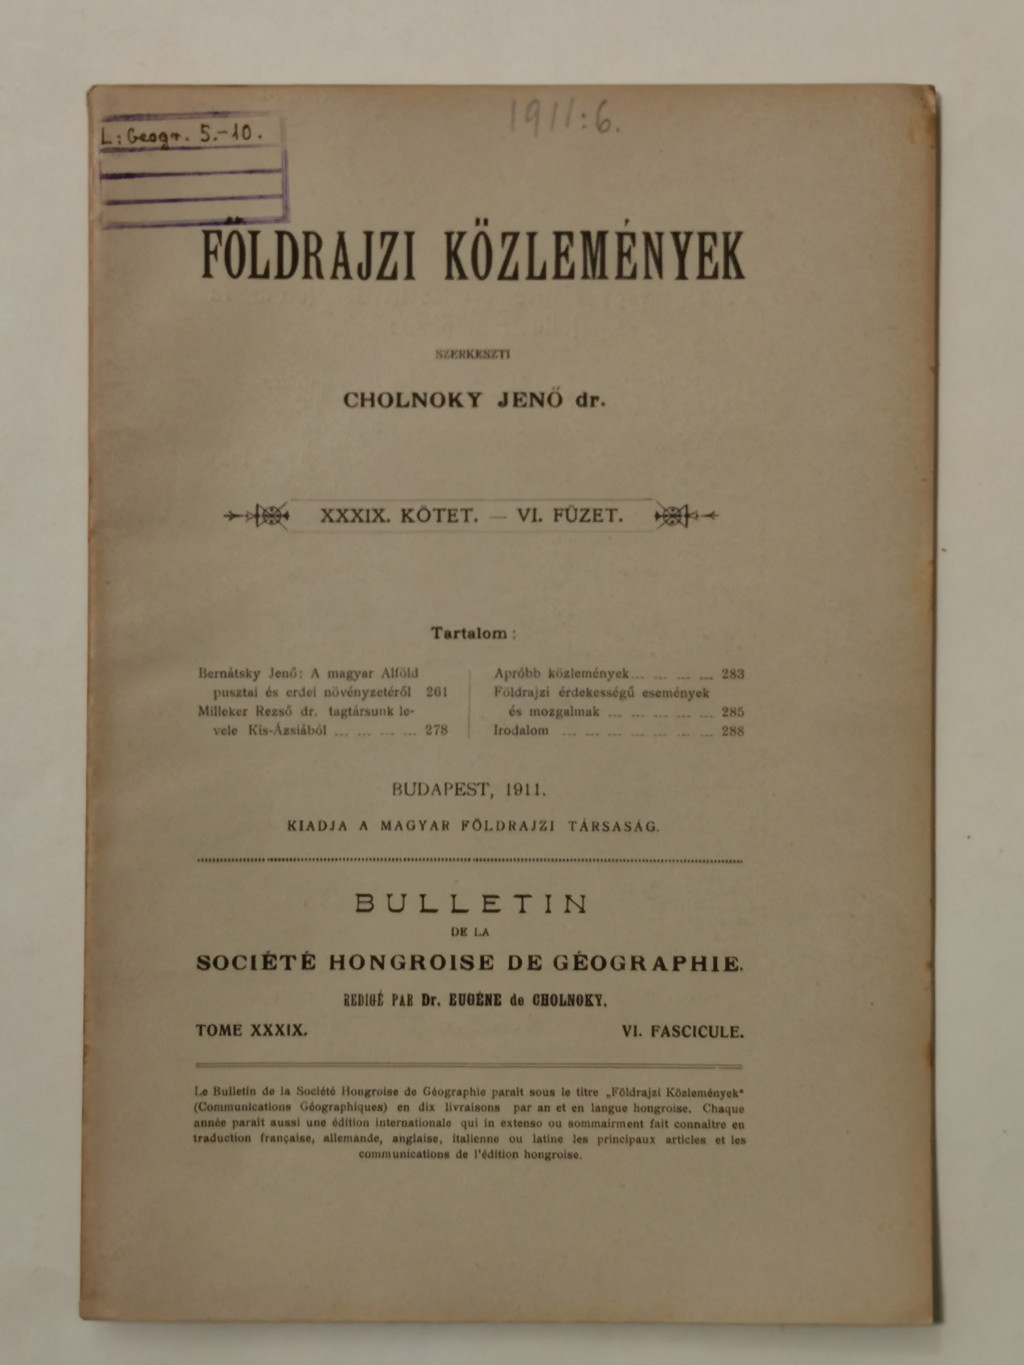 1911:6.
L: Geogr. 5.-10.
FÖLDRAJZI KÖZLEMÉNYEK
SZERKESZTI
CHOLNOKY JENŐ dr.
XXXIX. KÖTET. — VI. FÜZET.
Tartalom:
Bernátsky Jenő: A magyar Alföld
pusztai és erdei növényzetéről 261
Milleker Rezső dr. tagtársunk le-
vele Kis-Ázsiából ... ... ... ... 278
Apróbb közlemények... ... ... ... 283
Földrajzi érdekességű események
és mozgalmak ... ... ... ... ... 285
Irodalom ... ... ... ... ... ... ... 288
BUDAPEST, 1911.
KIADJA A MAGYAR FÖLDRAJZI TÁRSASÁG.
BULLETIN
DE LA
SOCIÉTÉ HONGROISE DE GÉOGRAPHIE.
REDIGÉ PAR Dr. EUGÉNE de CHOLNOKY.
TOME XXXIX. VI. FASCICULE.
Le Bulletin de la Société Hongroise de Géographie parait sous le titre „Földrajzi Közlemények“
(Communications Géographiques) en dix livraisons par an et en langue hongroise. Chaque
année parait aussi une édition internationale qui in extenso ou sommairment fait connaître en
traduction française, allemande, anglaise, italienne ou latine les principaux articles et les
communications de l'édition hongroise.